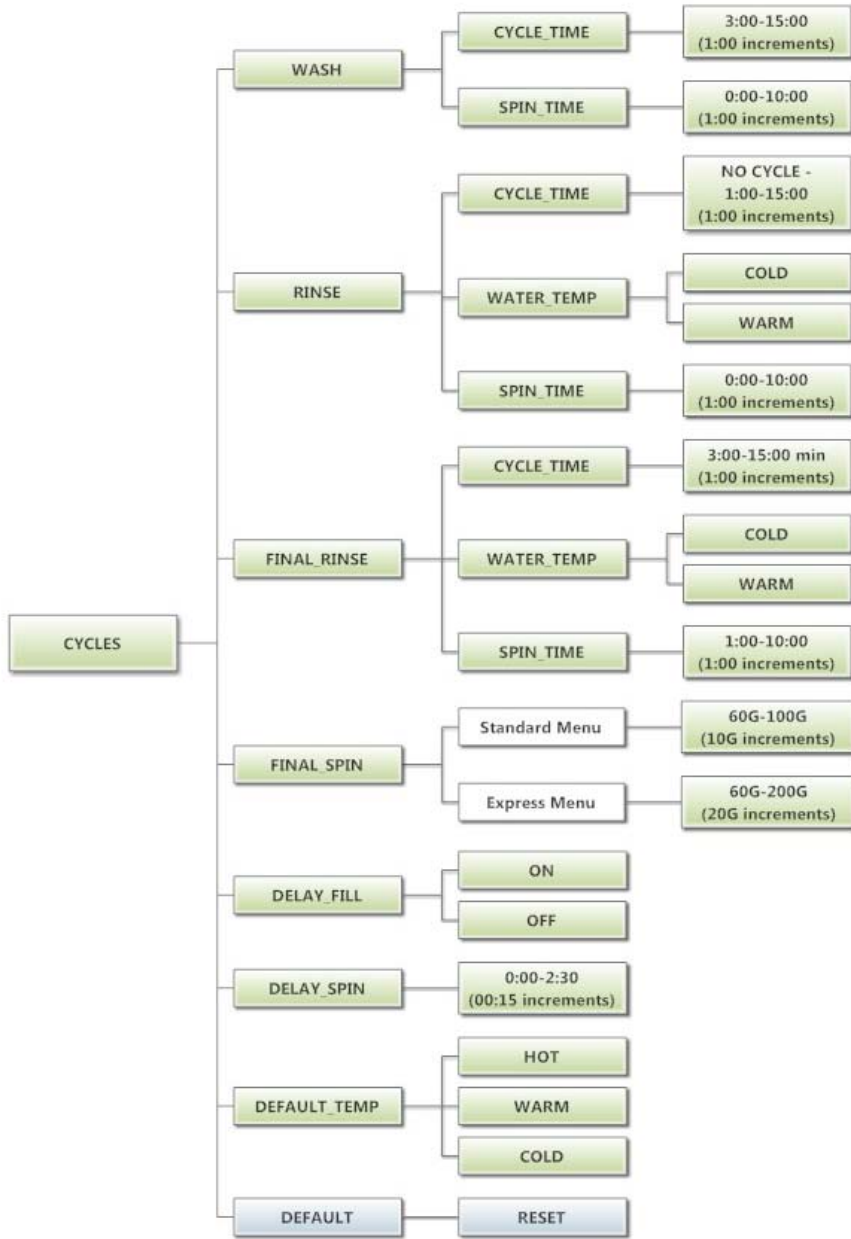 CYCLES
WASH
CYCLE_TIME
3:00-15:00
(1:00 increments)
SPIN_TIME
0:00-10:00
(1:00 increments)
RINSE
CYCLE_TIME
NO CYCLE -
1:00-15:00
(1:00 increments)
WATER_TEMP
COLD
WARM
SPIN_TIME
0:00-10:00
(1:00 increments)
FINAL_RINSE
CYCLE_TIME
3:00-15:00 min
(1:00 increments)
WATER_TEMP
COLD
WARM
SPIN_TIME
1:00-10:00
(1:00 increments)
FINAL_SPIN
Standard Menu
60G-100G
(10G increments)
Express Menu
60G-200G
(20G increments)
DELAY_FILL
ON
OFF
DELAY_SPIN
0:00-2:30
(00:15 increments)
DEFAULT_TEMP
HOT
WARM
COLD
DEFAULT
RESET